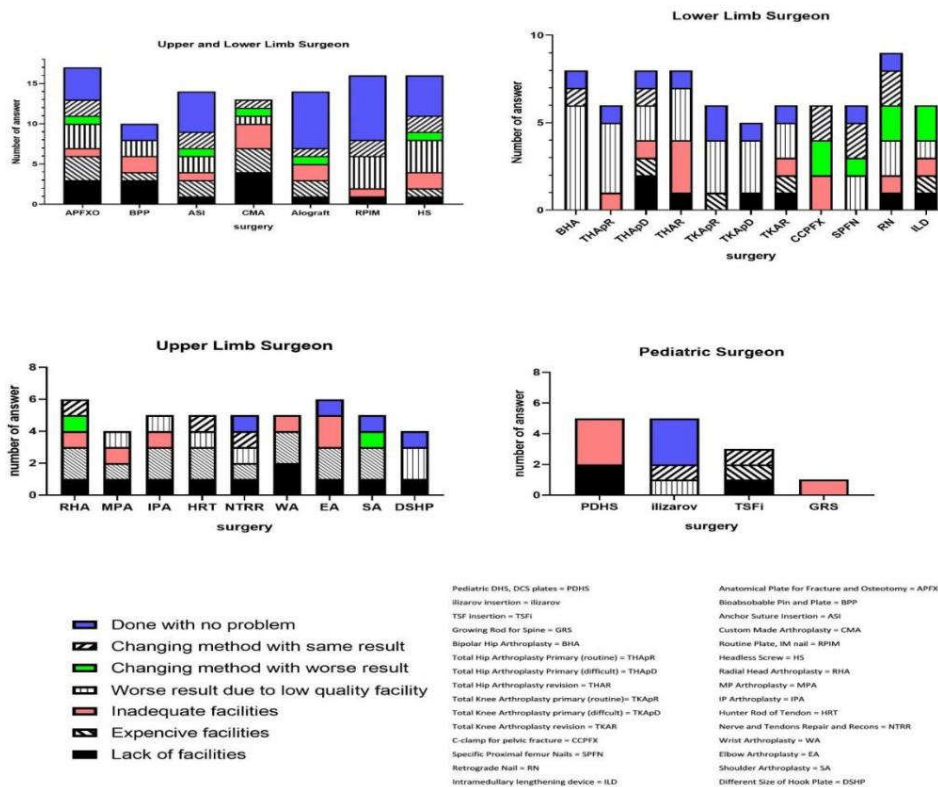 Upper and Lower Limb Surgeon
Number of answer
15
10
5
0
APFXO BPP ASI CMA Alograft RPIM HS
surgery
Lower Limb Surgeon
Number of answer
10
5
0
BHA THApR THApD THAR TKApR TKApD TKAR CCPFX SPFN RN ILD
surgery
Upper Limb Surgeon
number of answer
8
6
4
2
0
RHA MPA IPA HRT NTRR WA EA SA DSHP
surgery
Pediatric Surgeon
number of answer
8
6
4
2
0
PDHS ilizarov TSFi GRS
surgery
Done with no problem
Changing method with same result
Changing method with worse result
Worse result due to low quality facility
Inadequate facilities
Expencive facilities
Lack of facilities
Pediatric DHS, DCS plates = PDHS
ilizarov insertion = ilizarov
TSF insertion = TSFi
Growing Rod for Spine = GRS
Bipolar Hip Arthroplasty = BHA
Total Hip Arthroplasty Primary (routine) = THApR
Total Hip Arthroplasty Primary (difficult) = THApD
Total Hip Arthroplasty revision = THAR
Total Knee Arthroplasty primary (routine)= TKApR
Total Knee Arthroplasty primary (diffcult) = TKApD
Total Knee Arthroplasty revision = TKAR
C-clamp for pelvic fracture = CCPFX
Specific Proximal femur Nails = SPFN
Retrograde Nail = RN
Intramedullary lengthening device = ILD
Anatomical Plate for Fracture and Osteotomy = APFX
Bioabsobable Pin and Plate = BPP
Anchor Suture Insertion = ASI
Custom Made Arthroplasty = CMA
Routine Plate, IM nail = RPIM
Headless Screw = HS
Radial Head Arthroplasty = RHA
MP Arthroplasty = MPA
IP Arthroplasty = IPA
Hunter Rod of Tendon = HRT
Nerve and Tendons Repair and Recons = NTRR
Wrist Arthroplasty = WA
Elbow Arthroplasty = EA
Shoulder Arthroplasty = SA
Different Size of Hook Plate = DSHP